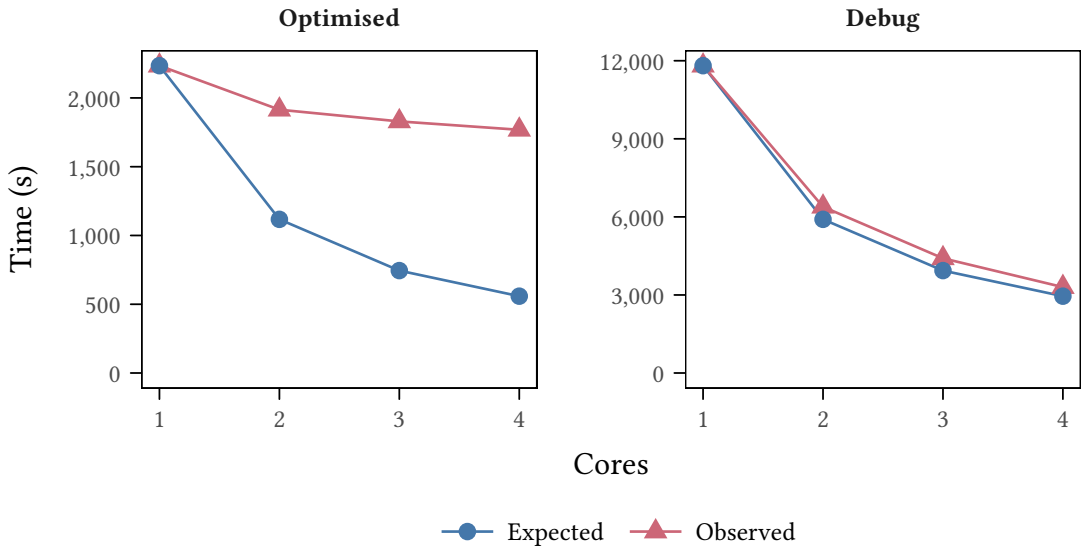 Optimised
Debug
Time (s)
2,000
1,500
1,000
500
0
1 2 3 4
12,000
9,000
6,000
3,000
0
1 2 3 4
Cores
Expected Observed